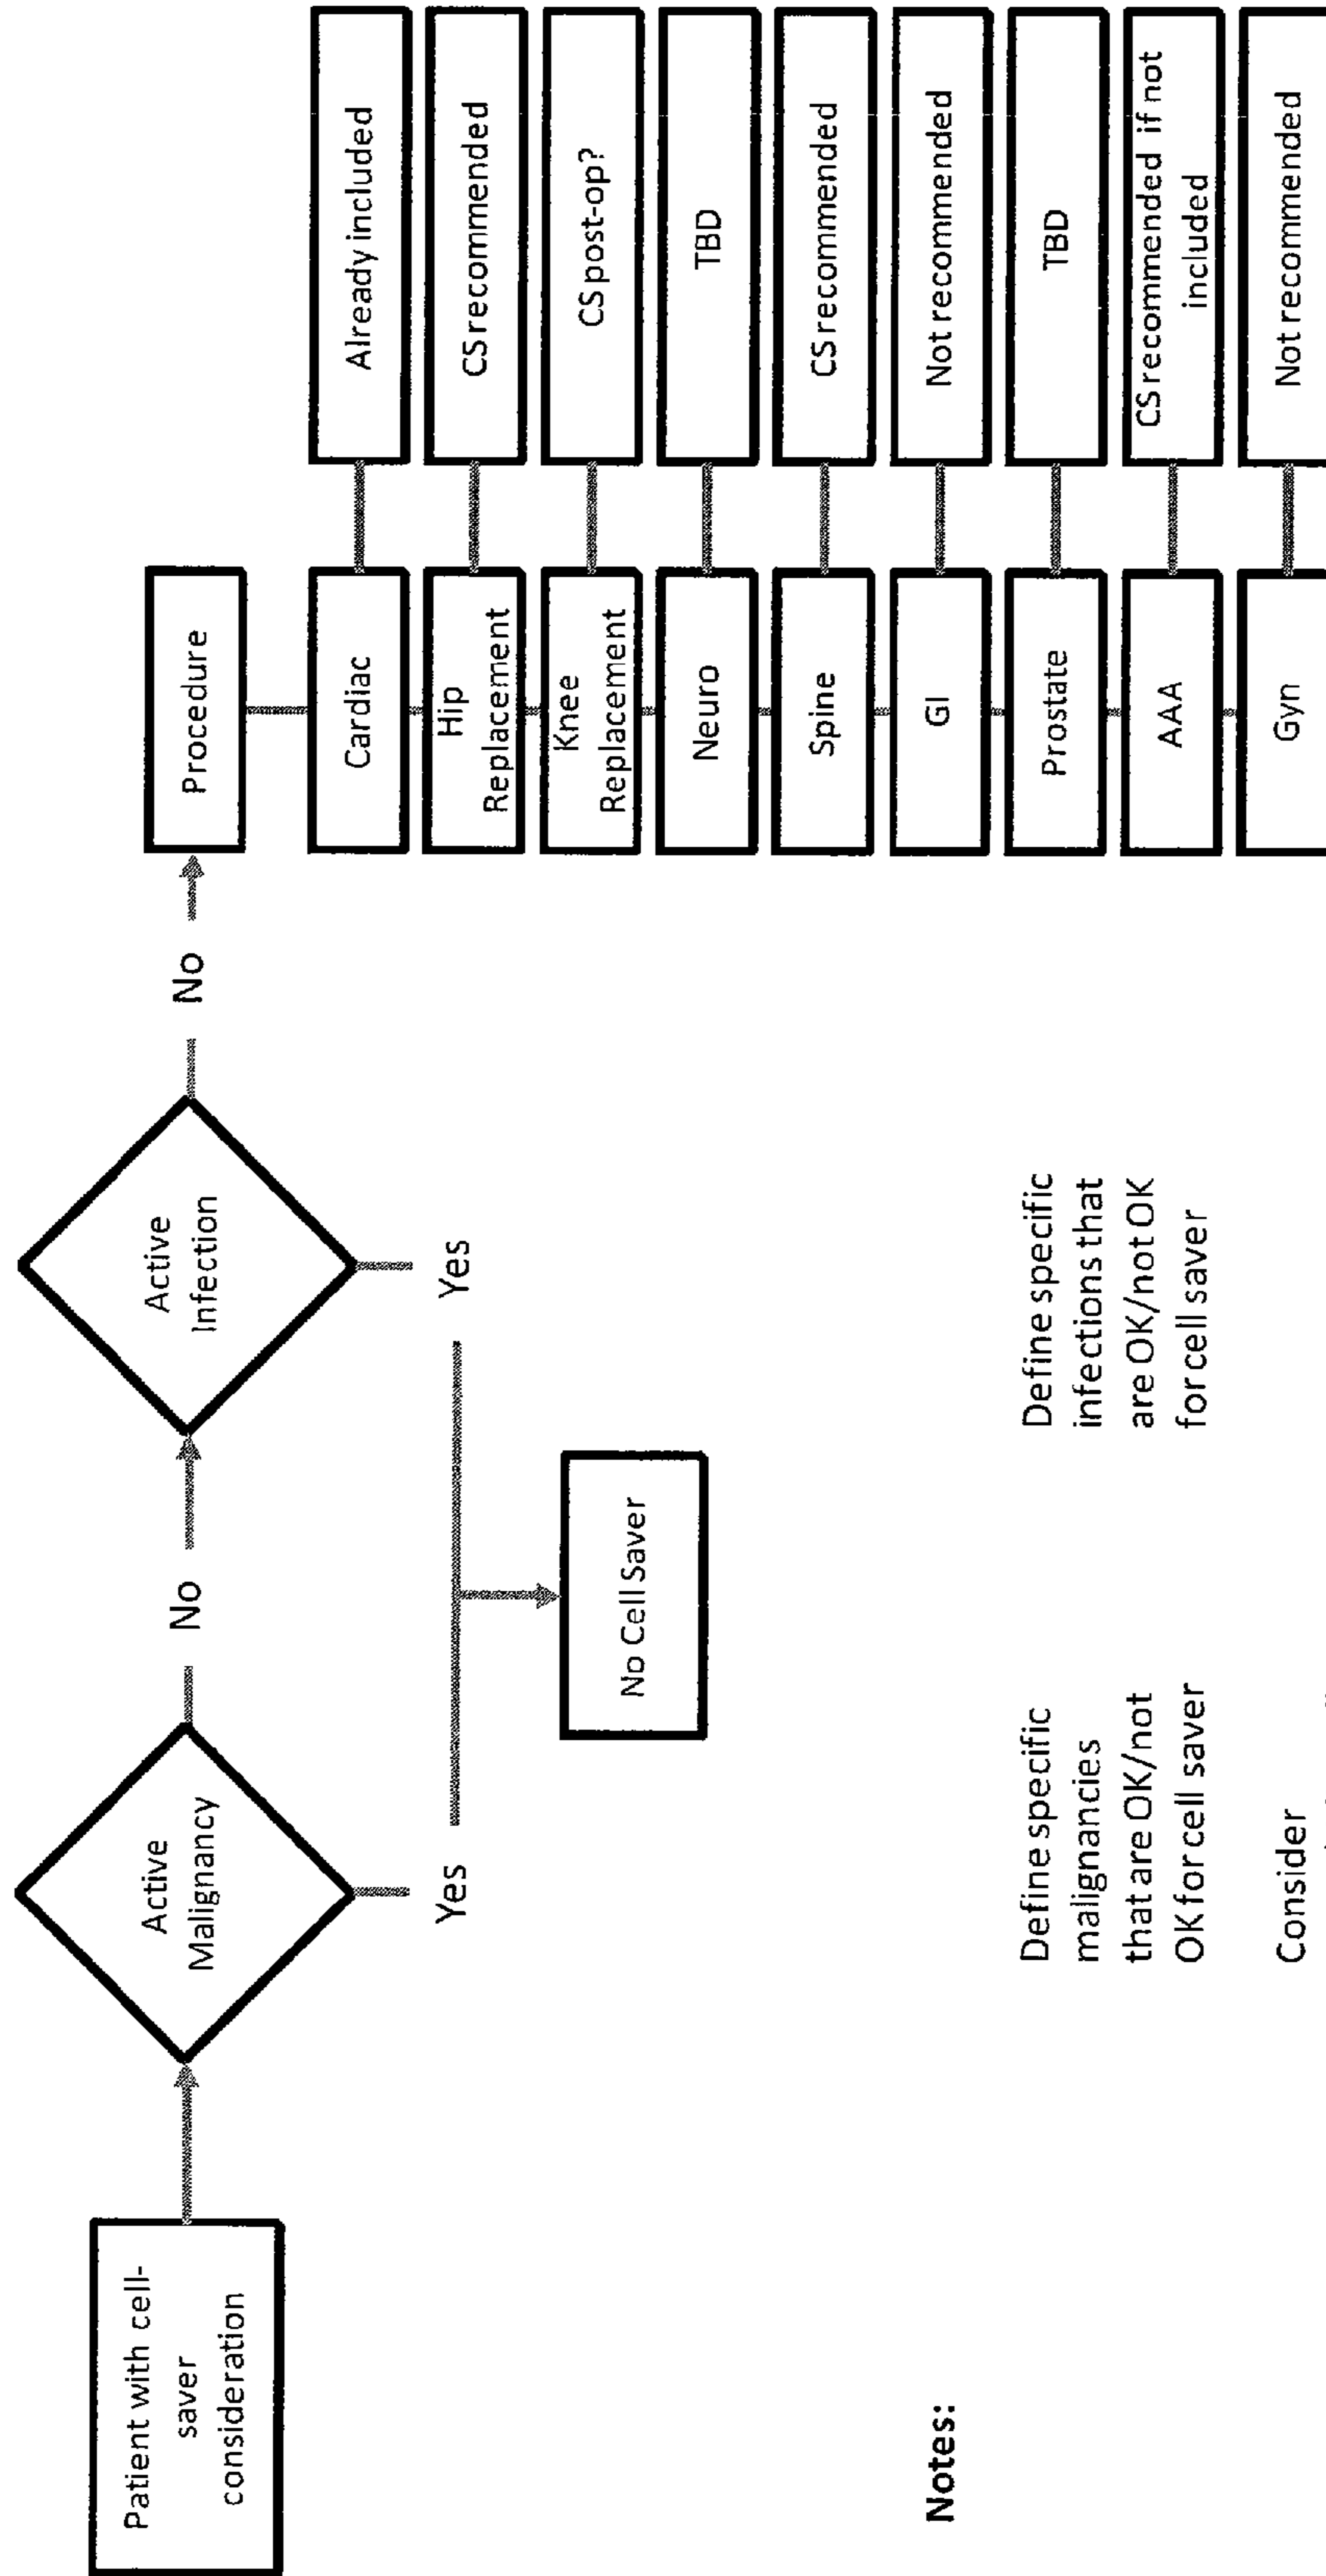 Patient with cell-
saver
consideration
Active
Malignancy
No
Active
Infection
No
Procedure
Yes
Yes
No Cell Saver
Cardiac
Already included
Hip
Replacement
CS recommended
Knee
Replacement
CS post-op?
Neuro
TBD
Spine
CS recommended
GI
Not recommended
Prostate
TBD
AAA
CS recommended if not
included
Gyn
Not recommended
Notes:
Define specific
malignancies
that are OK/not
OK for cell saver
Consider
Define specific
infections that
are OK/not OK
for cell saver